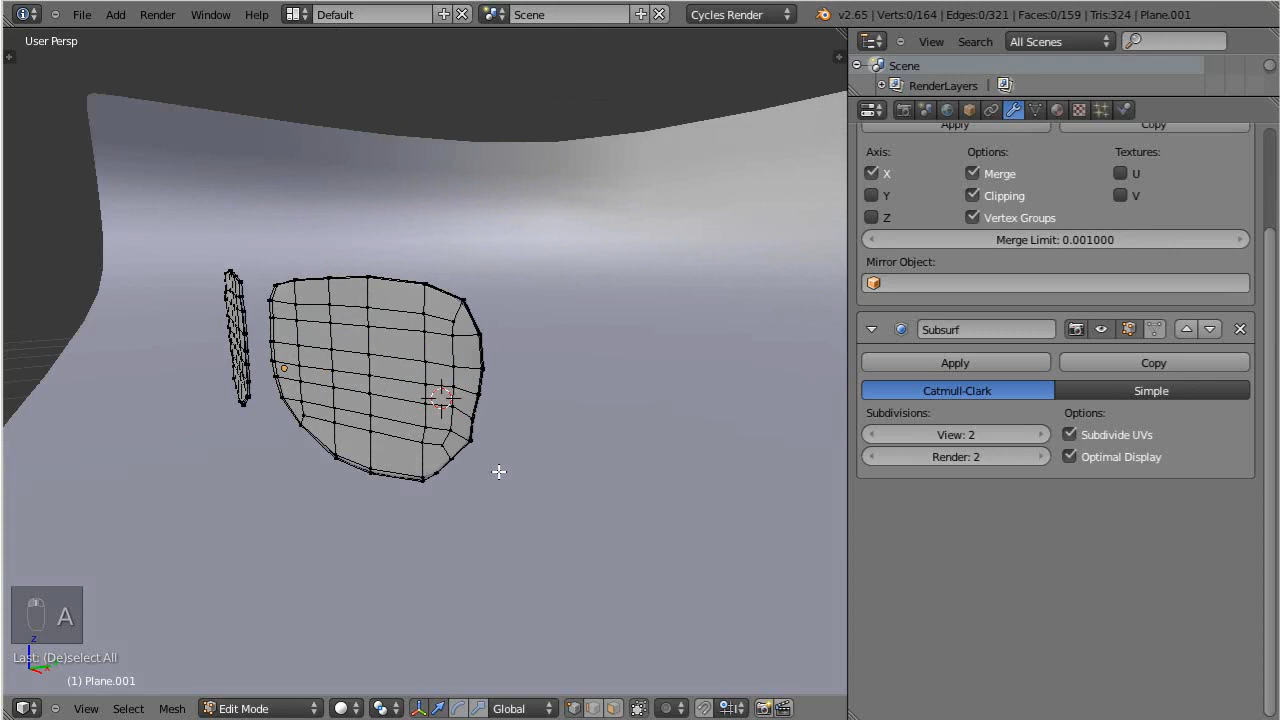 File Add Render Window Help Default Scene Cycles Render v2.65 | Verts:0/164 | Edges:0/321 | Faces:0/159 | Tris:324 | Plane.001
User Persp
View Search All Scenes
Scene
RenderLayers |
Apply Copy
Axis: Options: Textures:
X Merge U
Y Clipping V
Z Vertex Groups
Merge Limit: 0.001000
Mirror Object:
Subsurf
Apply Copy
Catmull-Clark Simple
Subdivisions: Options:
View: 2 Subdivide UVs
Render: 2 Optimal Display
A
z
Last: (De)select All
x
(1) Plane.001
View Select Mesh Edit Mode Global